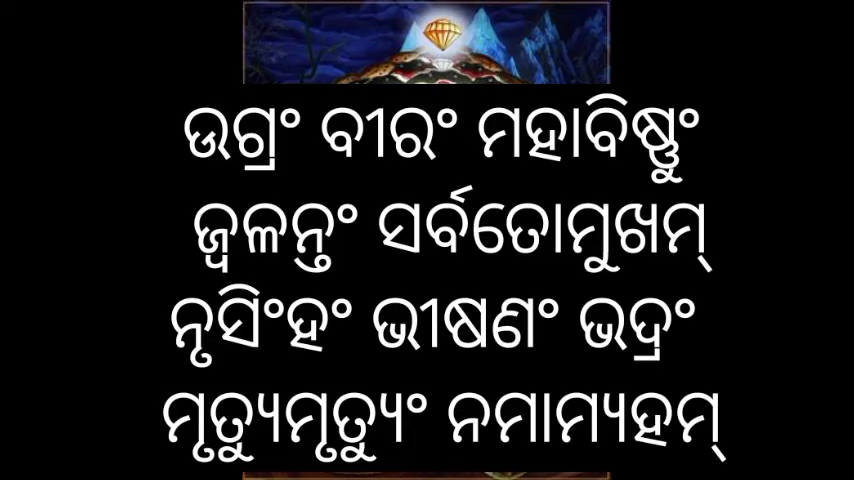 ଉଗ୍ରଂ ବୀରଂ ମହାବିଷ୍ଣୁଂ
ଜ୍ୱଳନ୍ତଂ ସର୍ବତୋମୁଖମ୍
ନୃସିଂହଂ ଭୀଷଣଂ ଭଦ୍ରଂ
ମୃତ୍ୟୁମୃତ୍ୟୁଂ ନମାମ୍ୟହମ୍